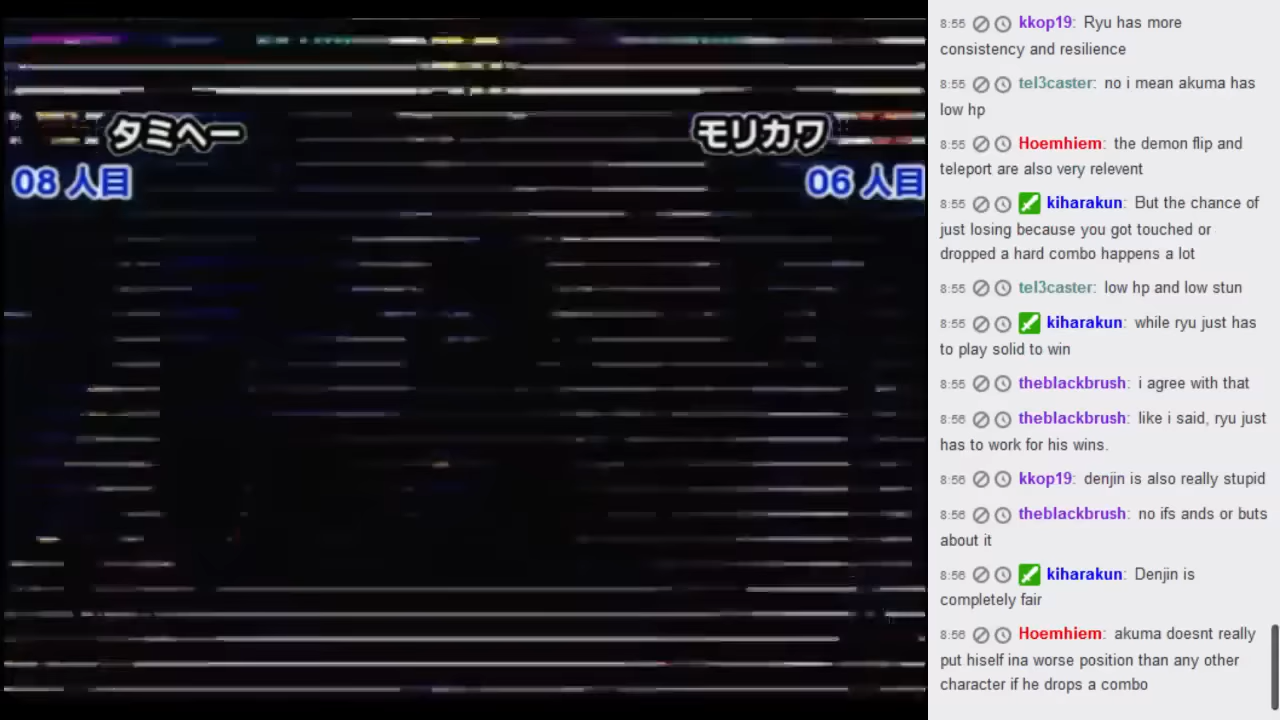 タミヘー
モリカワ
08 人目
06 人目
8:55 kkop19: Ryu has more
consistency and resilience
8:55 tel3caster: no i mean akuma has
low hp
8:55 Hoemhiem: the demon flip and
teleport are also very relevent
8:55 kiharakun: But the chance of
just losing because you got touched or
dropped a hard combo happens a lot
8:55 tel3caster: low hp and low stun
8:55 kiharakun: while ryu just has
to play solid to win
8:55 theblackbrush: i agree with that
8:56 theblackbrush: like i said, ryu just
has to work for his wins.
8:56 kkop19: denjin is also really stupid
8:56 theblackbrush: no ifs ands or buts
about it
8:56 kiharakun: Denjin is
completely fair
8:56 Hoemhiem: akuma doesnt really
put hiself ina worse position than any other
character if he drops a combo